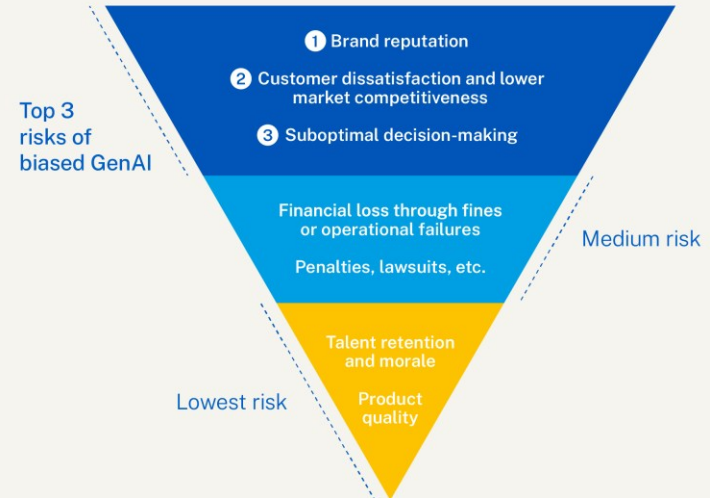 1 Brand reputation
2 Customer dissatisfaction and lower
market competitiveness
3 Suboptimal decision-making
Top 3
risks of
biased GenAI
Financial loss through fines
or operational failures
Penalties, lawsuits, etc.
Medium risk
Talent retention
and morale
Product
quality
Lowest risk